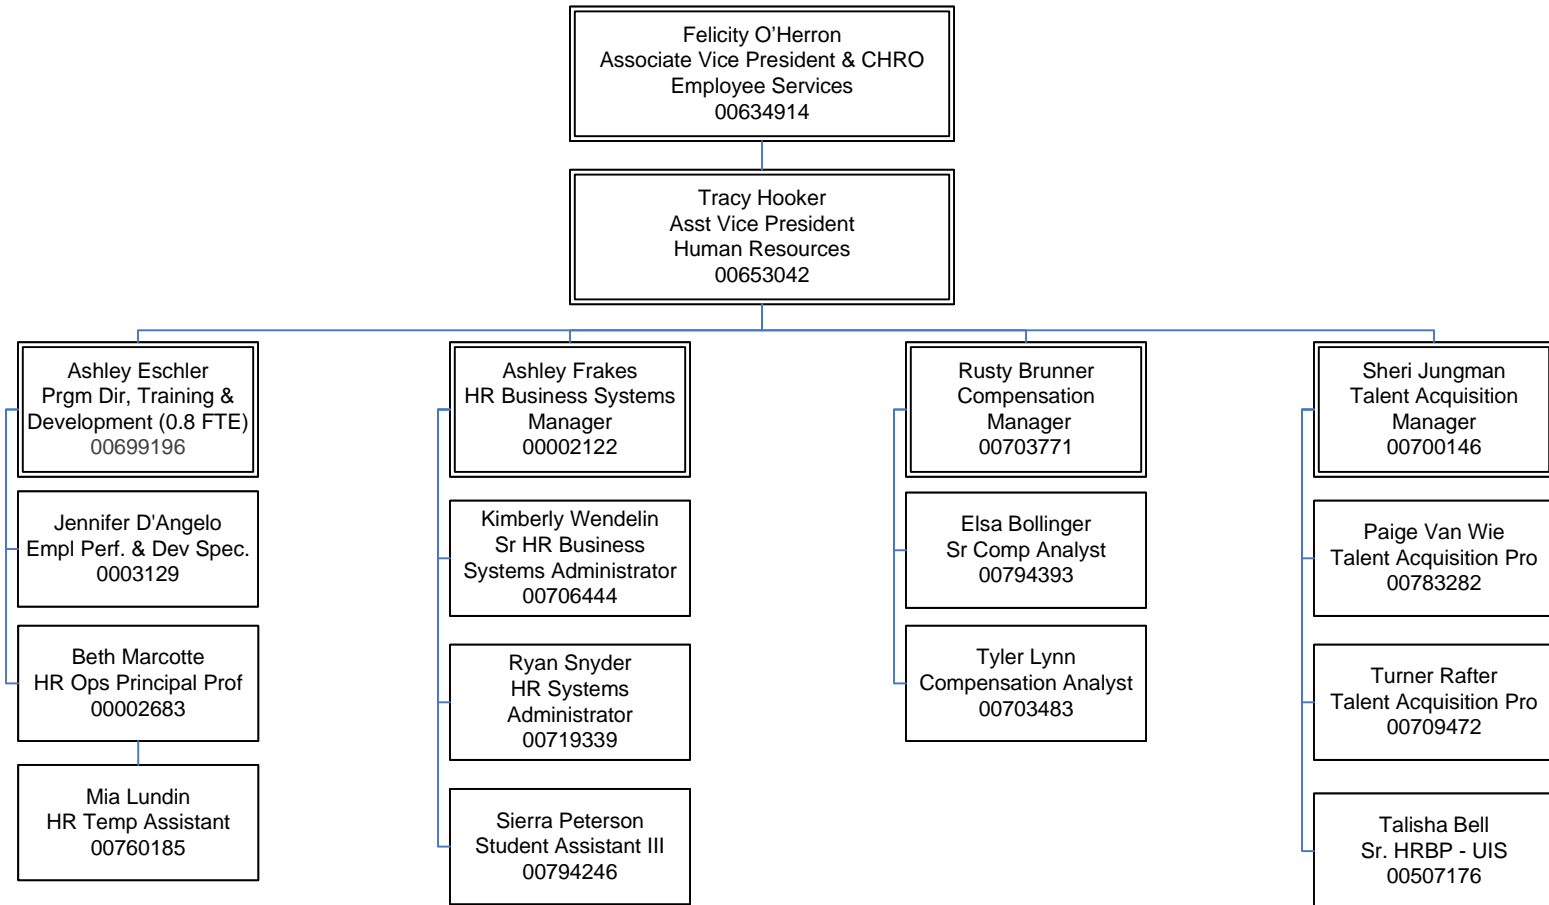 Felicity O’Herron
Associate Vice President & CHRO
Employee Services
00634914
Tracy Hooker
Asst Vice President
Human Resources
00653042
Ashley Eschler
Prgm Dir, Training &
Development (0.8 FTE)
00699196
Jennifer D'Angelo
Empl Perf. & Dev Spec.
0003129
Beth Marcotte
HR Ops Principal Prof
00002683
Mia Lundin
HR Temp Assistant
00760185
Ashley Frakes
HR Business Systems
Manager
00002122
Kimberly Wendelin
Sr HR Business
Systems Administrator
00706444
Ryan Snyder
HR Systems
Administrator
00719339
Sierra Peterson
Student Assistant III
00794246
Rusty Brunner
Compensation
Manager
00703771
Elsa Bollinger
Sr Comp Analyst
00794393
Tyler Lynn
Compensation Analyst
00703483
Sheri Jungman
Talent Acquisition
Manager
00700146
Paige Van Wie
Talent Acquisition Pro
00783282
Turner Rafter
Talent Acquisition Pro
00709472
Talisha Bell
Sr. HRBP - UIS
00507176